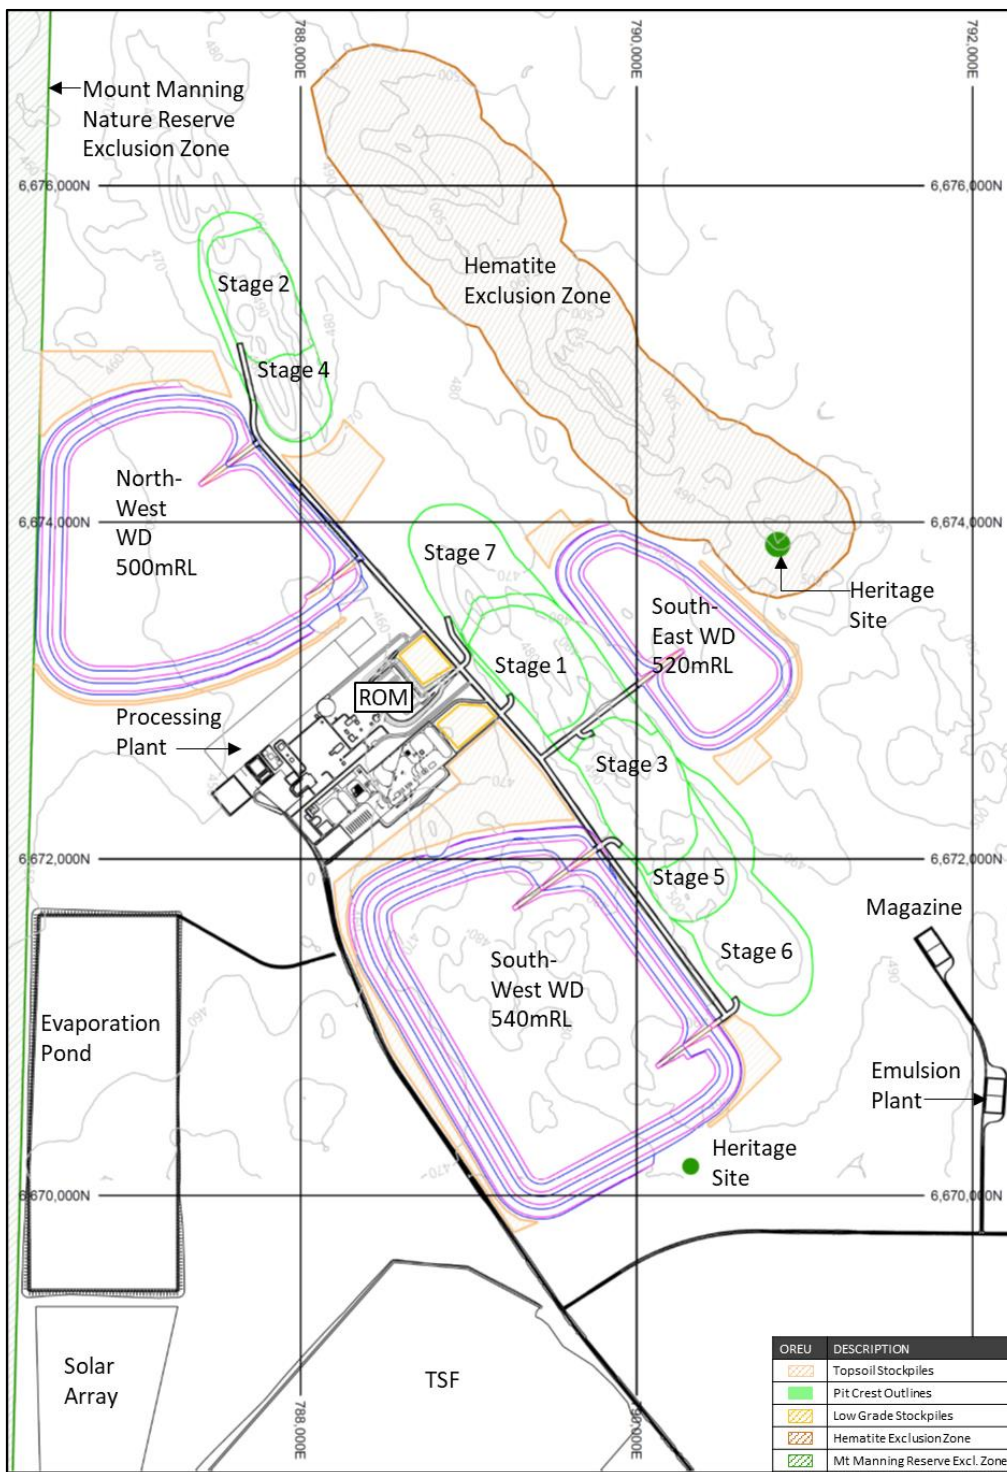 788,000E
790,000E
792,000E
Mount Manning
Nature Reserve
Exclusion Zone
6,676,000N
6,676,000N
Hematite
Exclusion Zone
Stage 2
Stage 4
North-
West
WD
500mRL
6,674,000N
6,674,000N
Stage 7
Heritage
Site
South-
East WD
520mRL
Stage 1
ROM
Processing
Plant
Stage 3
6,672,000N
6,672,000N
Stage 5
Magazine
Stage 6
South-
West WD
540mRL
Evaporation
Pond
Emulsion
Plant
Heritage
Site
6,670,000N
6,670,000N
Solar
Array
TSF
788,000E
OREU DESCRIPTION
Topsoil Stockpiles
Pit Crest Outlines
Low Grade Stockpiles
Hematite Exclusion Zone
Mt Manning Reserve Excl. Zone